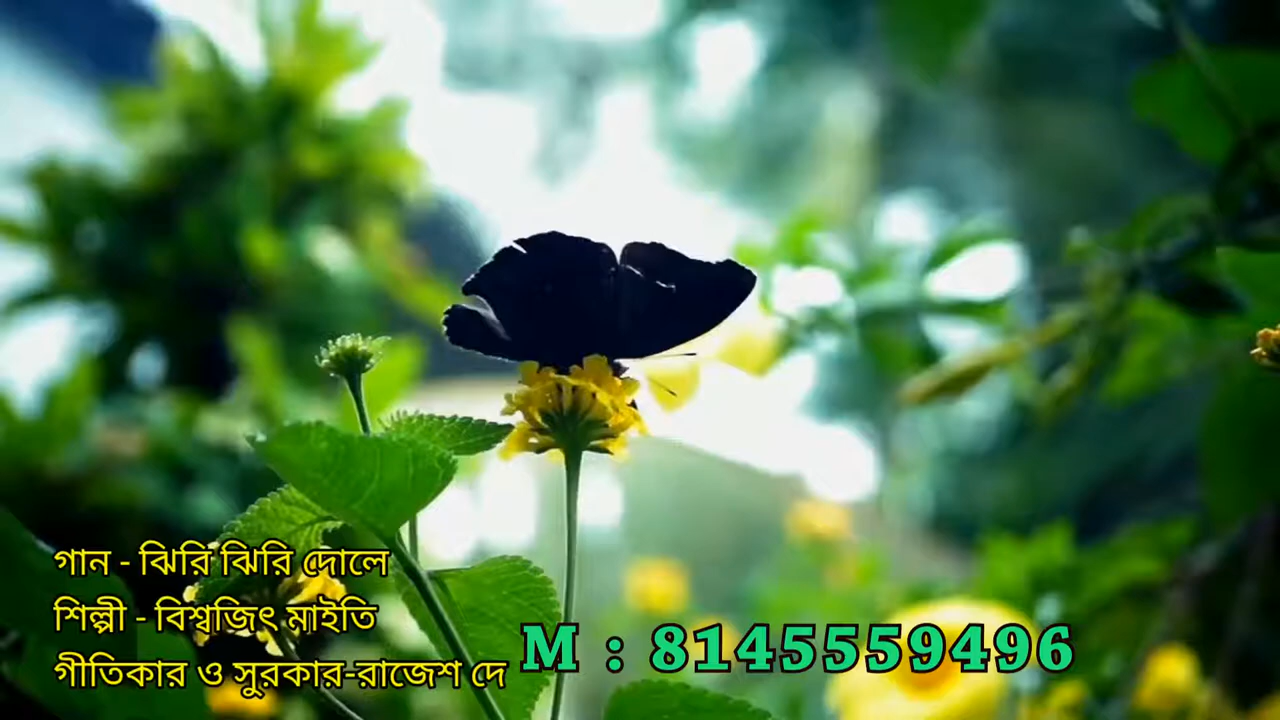 গান - ঝিরি ঝিরি দোলে
শিল্পী - বিশ্বজিৎ মাইতি
গীতিকার ও সুরকার-রাজেশ দে
M : 8145559496